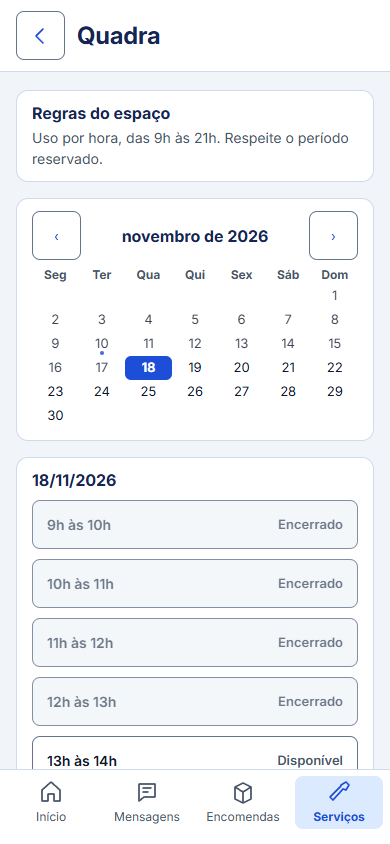 Quadra
Regras do espaço
Uso por hora, das 9h às 21h. Respeite o período
reservado.
‹ novembro de 2026 ›
Seg Ter Qua Qui Sex Sáb Dom
1
2 3 4 5 6 7 8
9 10 11 12 13 14 15
16 17 18 19 20 21 22
23 24 25 26 27 28 29
30
18/11/2026
9h às 10h Encerrado
10h às 11h Encerrado
11h às 12h Encerrado
12h às 13h Encerrado
13h às 14h Disponível
Início Mensagens Encomendas Serviços